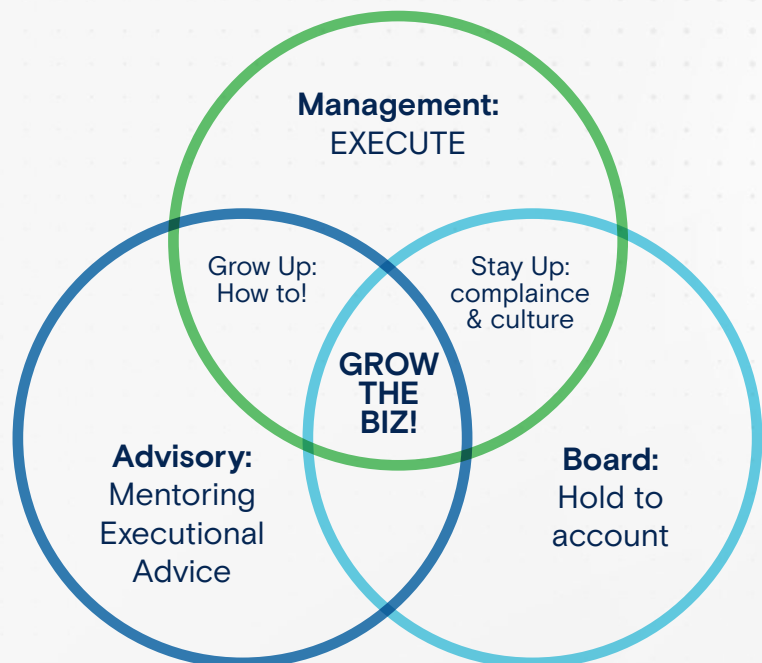 Management:
EXECUTE
Grow Up:
How to!
Stay Up:
complaince
& culture
GROW
THE
BIZ!
Advisory:
Mentoring
Executional
Advice
Board:
Hold to
account